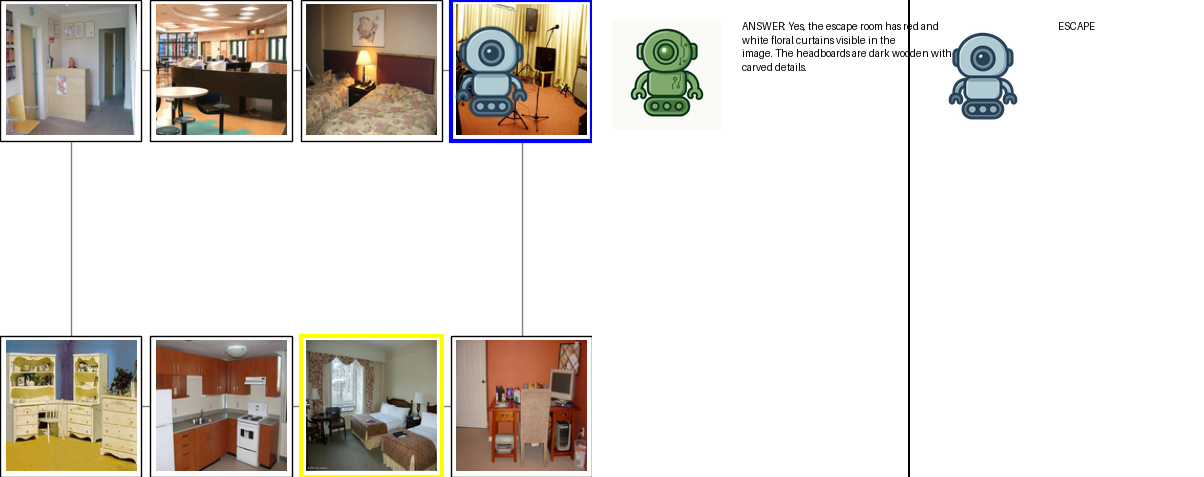 ANSWER: Yes, the escape room has red and
white floral curtains visible in the
image. The headboards are dark wooden with
carved details.
ESCAPE